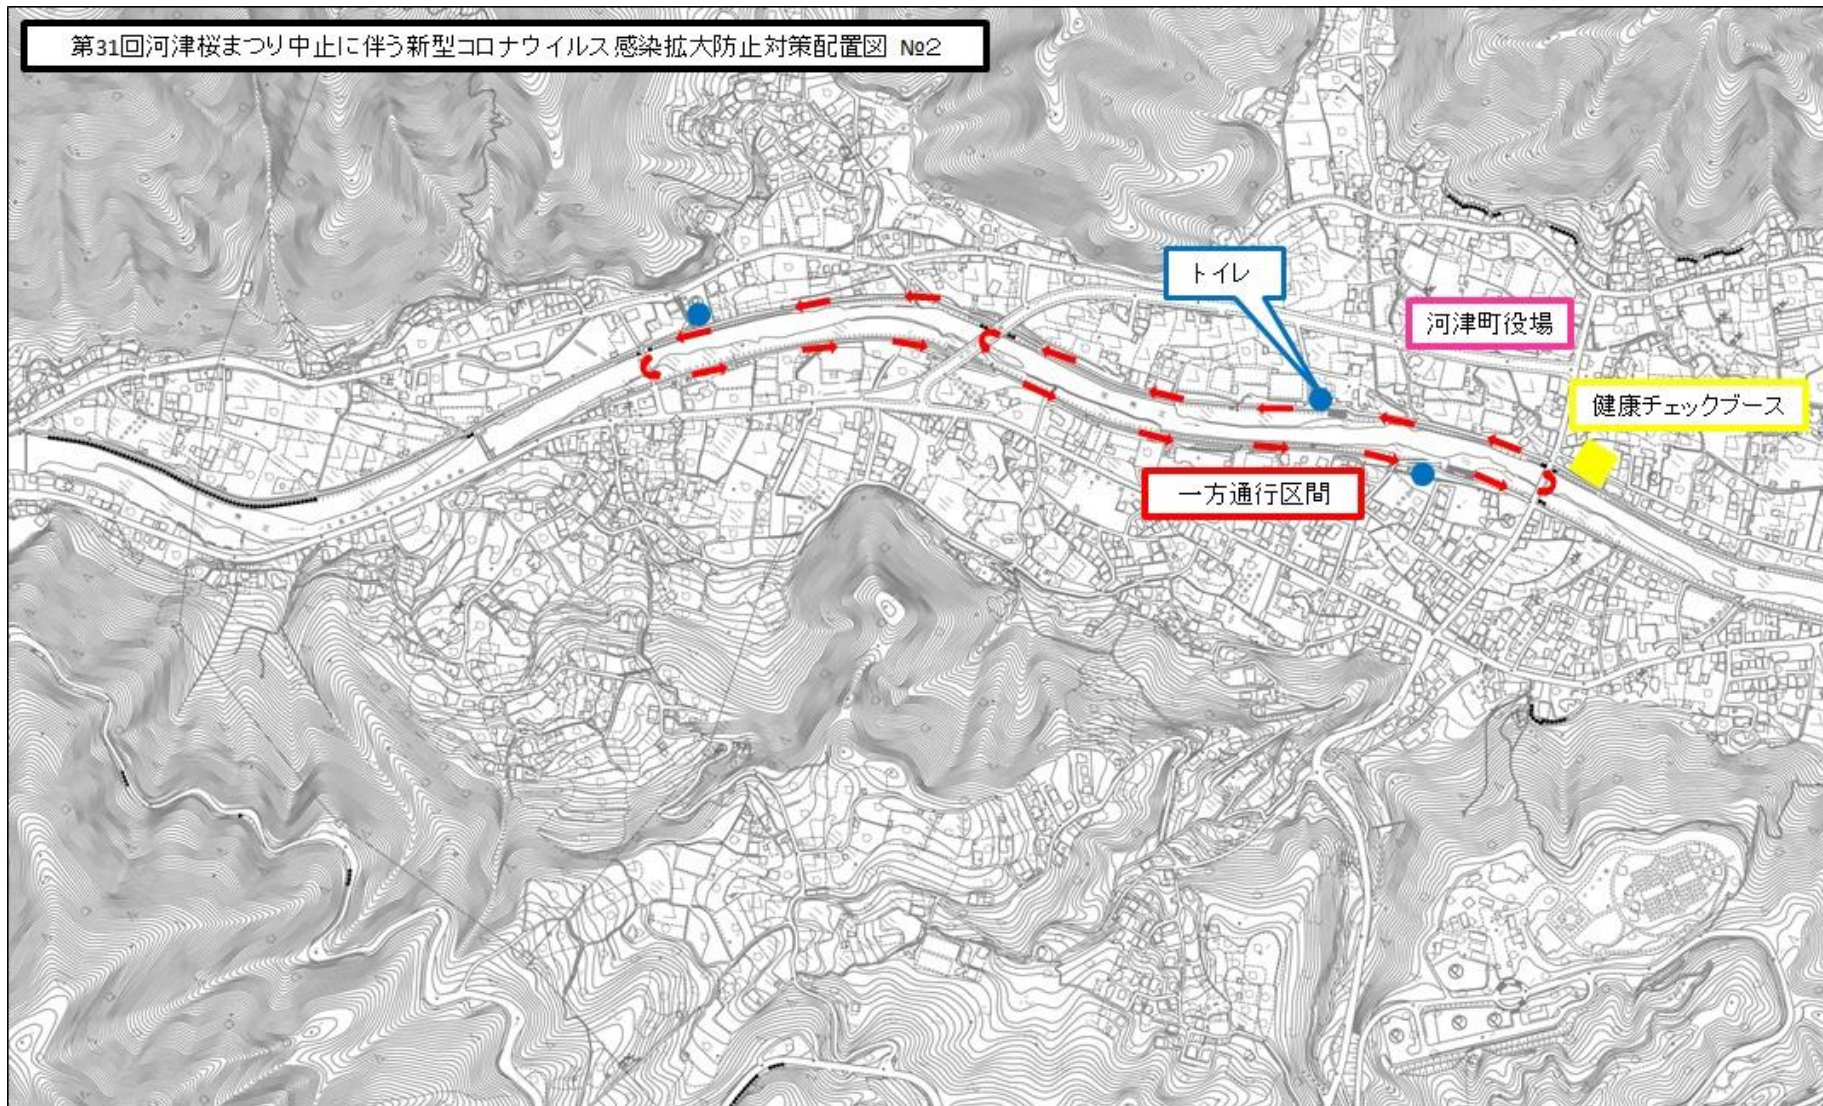 第31回河津桜まつり中止に伴う新型コロナウイルス感染拡大防止対策配置図 №2
トイレ
河津町役場
健康チェックブース
一方通行区間